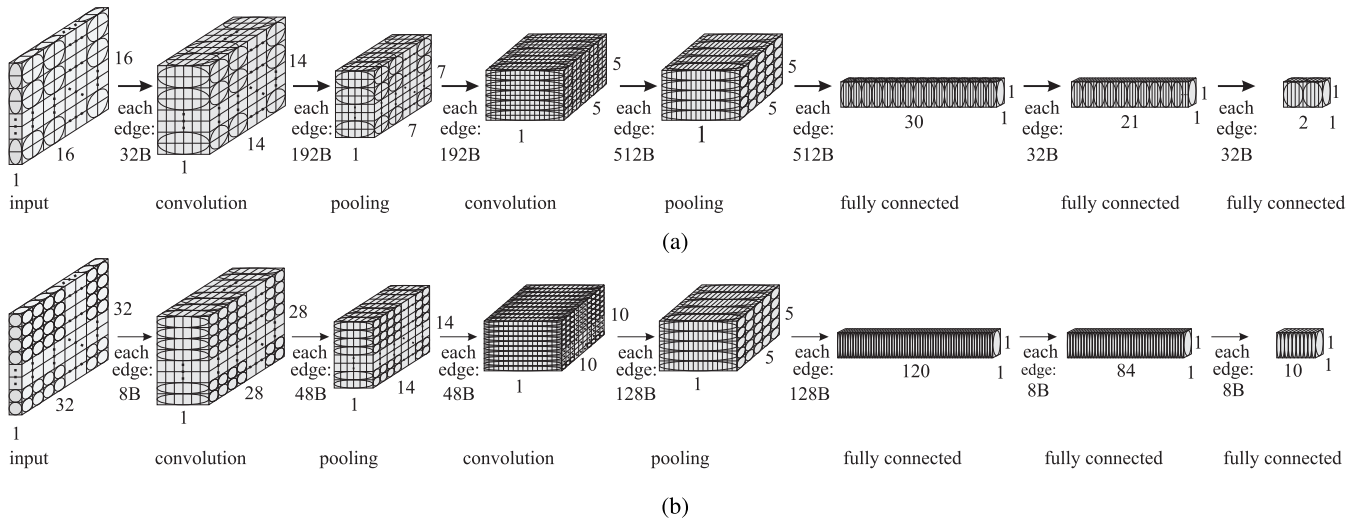 16
16
1
input
each
edge:
32B
14
14
1
convolution
each
edge:
192B
7
7
1
pooling
each
edge:
192B
5
5
1
convolution
each
edge:
512B
5
5
1
pooling
each
edge:
512B
1
30
1
fully connected
each
edge:
32B
1
21
1
fully connected
each
edge:
32B
1
2
1
fully connected
(a)
32
32
1
input
each
edge:
8B
28
28
1
convolution
each
edge:
48B
14
14
1
pooling
each
edge:
48B
10
10
1
convolution
each
edge:
128B
5
5
1
pooling
each
edge:
128B
1
120
1
fully connected
each
edge:
8B
1
84
1
fully connected
each
edge:
8B
1
10
1
fully connected
(b)